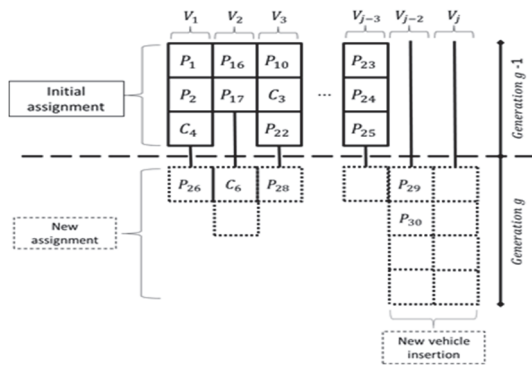 V₁ V₂ V₃ Vⱼ₋₃ Vⱼ₋₂ Vⱼ
P₁ P₁₆ P₁₀ P₂₃
Initial assignment
P₂ P₁₇ C₃ ... P₂₄
C₄ P₂₂ P₂₅
Generation g -1
P₂₆ C₆ P₂₈ P₂₉
New assignment
P₃₀
Generation g
New vehicle
insertion